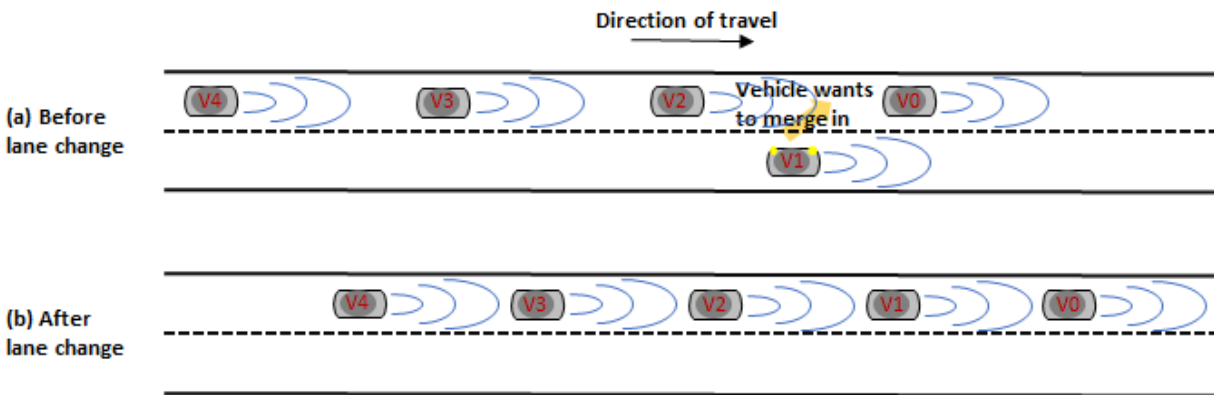 Direction of travel
(a) Before
lane change
V4
V3
V2
Vehicle wants
to merge in
V0
V1
(b) After
lane change
V4
V3
V2
V1
V0